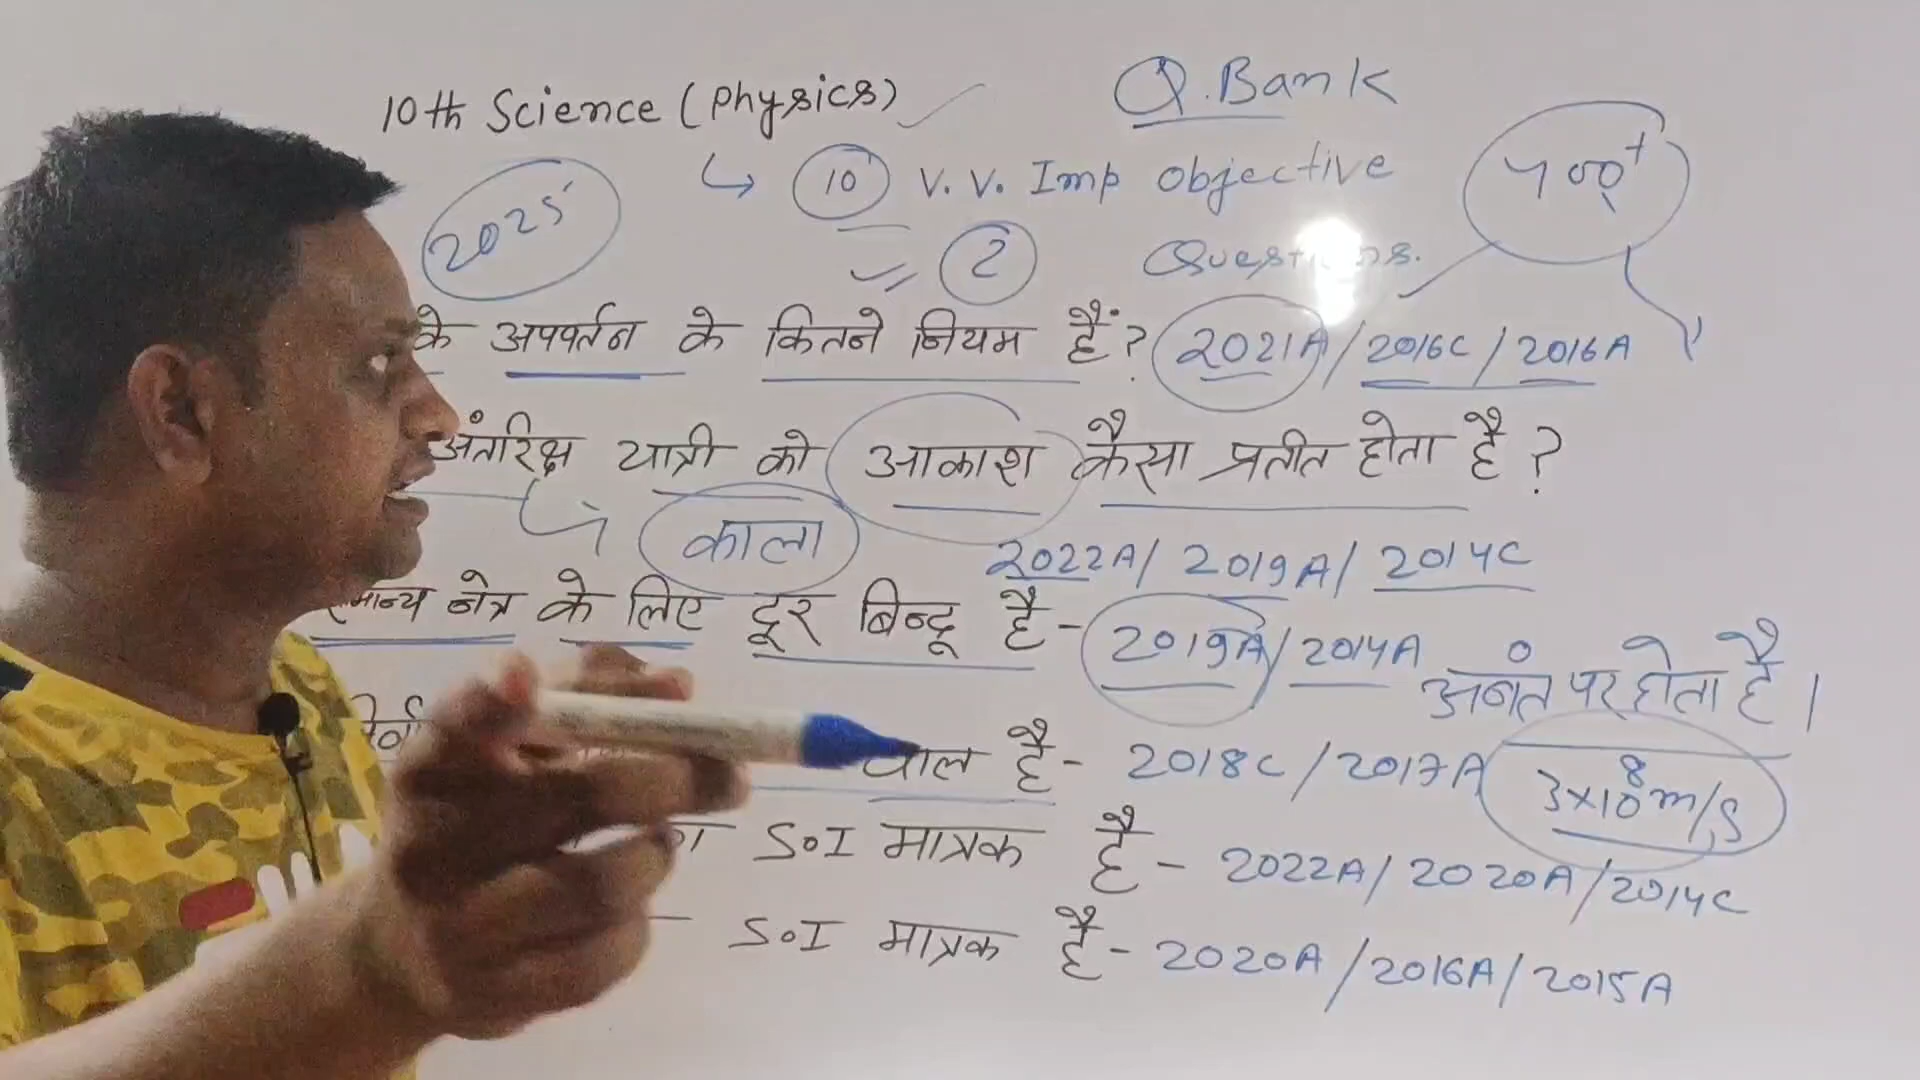 10th Science (Physics)
Q. Bank
→ 10 V. V. Imp Objective
400+
2025
2 Questions.
के अपवर्तन के कितने नियम हैं? 2021A/2016C/2016A
अंतरिक्ष यात्री को आकाश कैसा प्रतीत होता है?
काला
2022A/2019A/2014C
सामान्य नेत्र के लिए दूर बिन्दू है- 2019A/2014A
अनंत पर होता है।
चाल है- 2018C/2017A 3×10⁸m/s
S.I मात्रक है- 2022A/2020A/2014C
S.I मात्रक है- 2020A/2016A/2015A